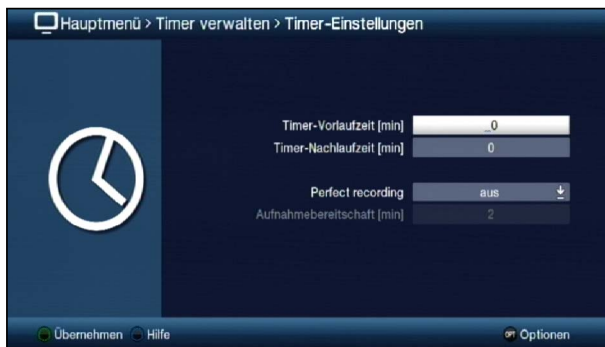 Hauptmenü > Timer verwalten > Timer-Einstellungen
Timer-Vorlaufzeit [min] _0
Timer-Nachlaufzeit [min] 0
Perfect recording aus
Aufnahmebereitschaft [min] 2
Übernehmen Hilfe OPT Optionen